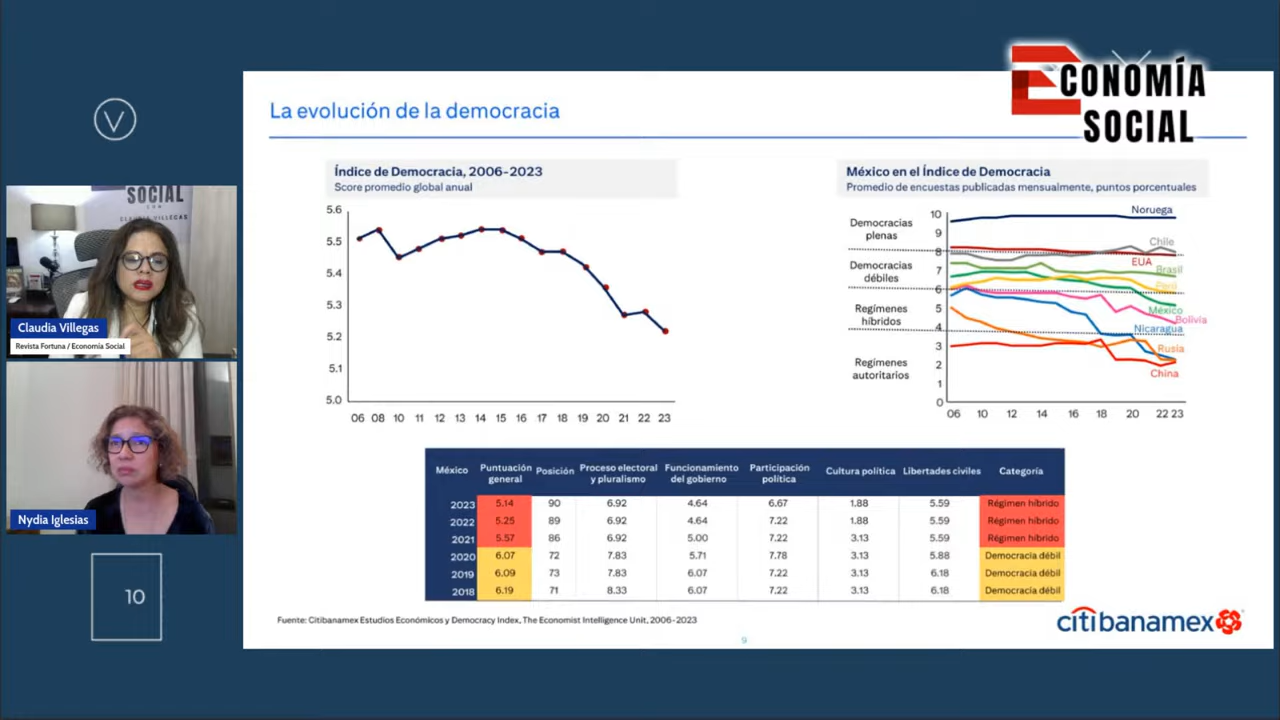 ECONOMÍA
SOCIAL
La evolución de la democracia
SOCIAL
CON
CLAUDIA VILLEGAS
Claudia Villegas
Revista Fortuna / Economía Social
Nydia Iglesias
10
Índice de Democracia, 2006-2023
Score promedio global anual
5.6
5.5
5.4
5.3
5.2
5.1
5.0
06 08 10 11 12 13 14 15 16 17 18 19 20 21 22 23
México en el Índice de Democracia
Promedio de encuestas publicadas mensualmente, puntos porcentuales
Democracias
plenas
Democracias
débiles
Regímenes
híbridos
Regímenes
autoritarios
10
9
8
7
6
5
4
3
2
1
0
Noruega
Chile
EUA
Brasil
Perú
México
Bolivia
Nicaragua
Rusia
China
06 10 12 14 16 18 20 22 23
México Puntuación general Posición Proceso electoral y pluralismo Funcionamiento del gobierno Participación política Cultura política Libertades civiles Categoría
2023 5.14 90 6.92 4.64 6.67 1.88 5.59 Régimen híbrido
2022 5.25 89 6.92 4.64 7.22 1.88 5.59 Régimen híbrido
2021 5.57 86 6.92 5.00 7.22 3.13 5.59 Régimen híbrido
2020 6.07 72 7.83 5.71 7.78 3.13 5.88 Democracia débil
2019 6.09 73 7.83 6.07 7.22 3.13 6.18 Democracia débil
2018 6.19 71 8.33 6.07 7.22 3.13 6.18 Democracia débil
Fuente: Citibanamex Estudios Económicos y Democracy Index, The Economist Intelligence Unit, 2006-2023
9
citibanamex